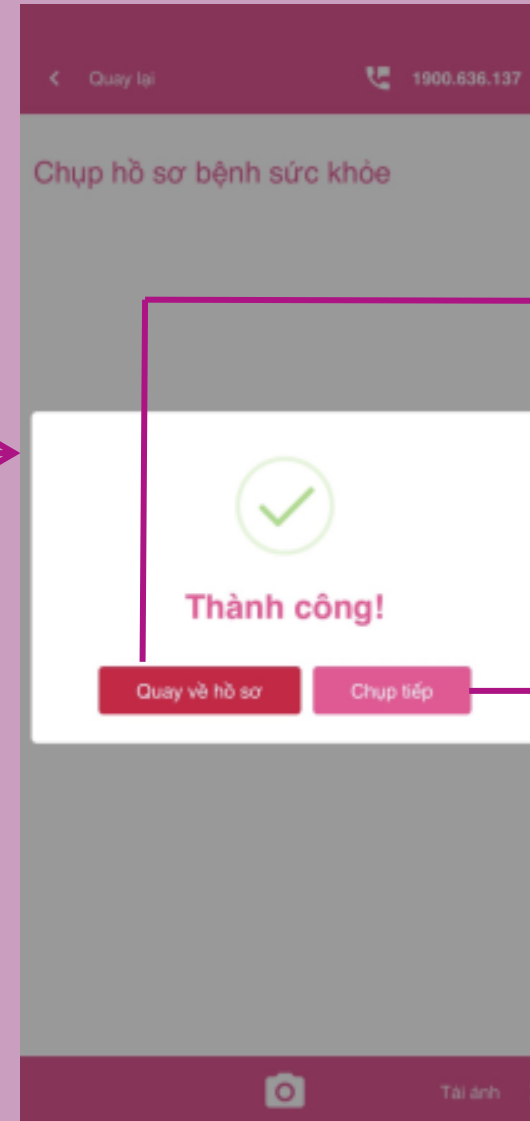 Quay lại
1900.636.137
Chụp hồ sơ bệnh sức khỏe
Thành công!
Quay về hồ sơ
Chụp tiếp
Tải ảnh